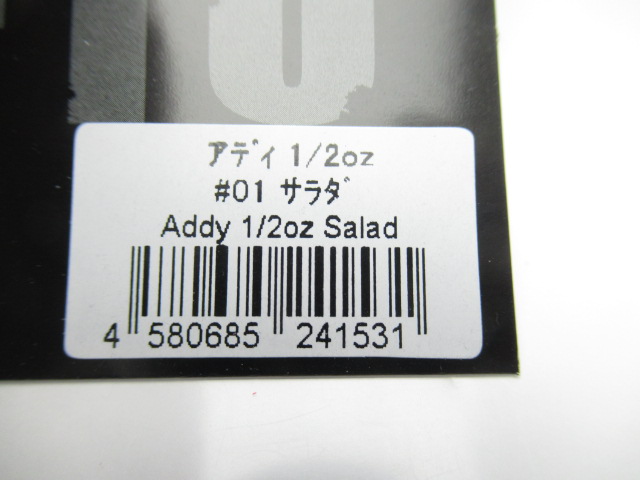 ｱﾃﾞｨ 1/2oz
#01 ｻﾗﾀﾞ
Addy 1/2oz Salad
4 580685 241531